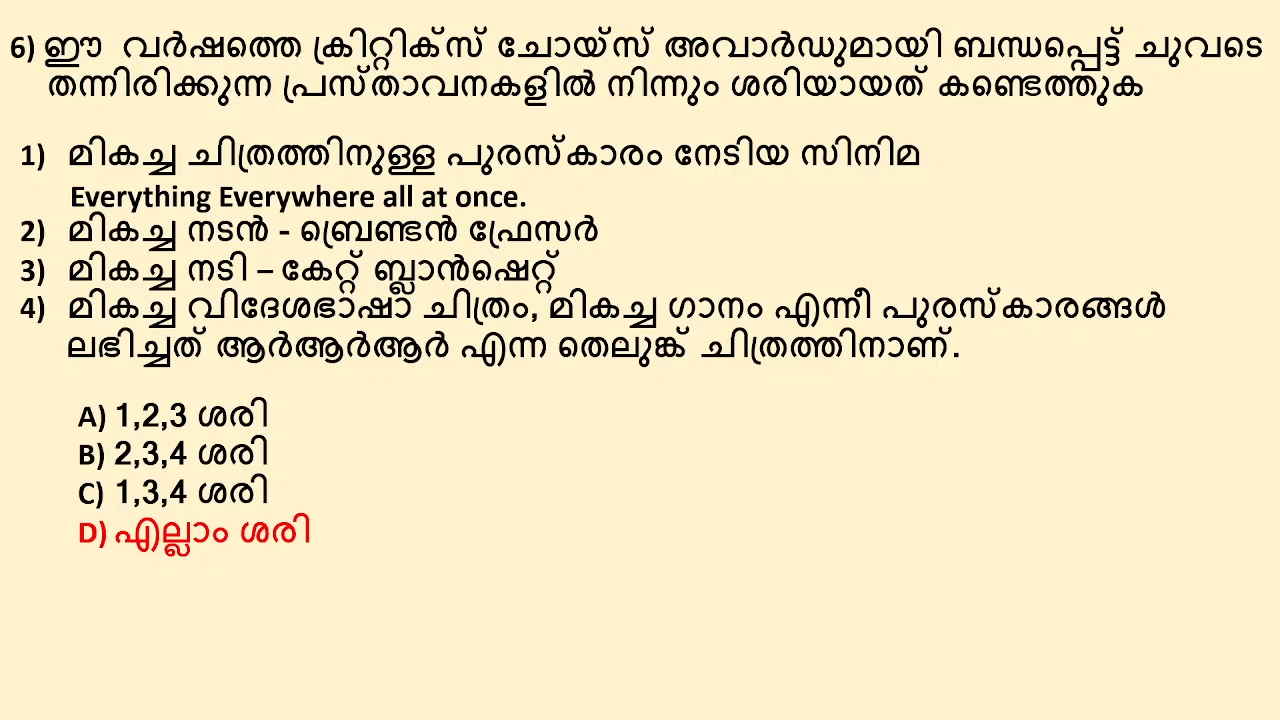 6) ഈ വർഷത്തെ ക്രിറ്റിക്സ് ചോയ്സ് അവാർഡുമായി ബന്ധപ്പെട്ട് ചുവടെ
തന്നിരിക്കുന്ന പ്രസ്താവനകളിൽ നിന്നും ശരിയായത് കണ്ടെത്തുക
1) മികച്ച ചിത്രത്തിനുള്ള പുരസ്കാരം നേടിയ സിനിമ
Everything Everywhere all at once.
2) മികച്ച നടൻ - ബ്രെണ്ടൻ ഫ്രേസർ
3) മികച്ച നടി – കേറ്റ് ബ്ലാൻഷെറ്റ്
4) മികച്ച വിദേശഭാഷാ ചിത്രം, മികച്ച ഗാനം എന്നീ പുരസ്കാരങ്ങൾ
ലഭിച്ചത് ആർആർആർ എന്ന തെലുങ്ക് ചിത്രത്തിനാണ്.
A) 1,2,3 ശരി
B) 2,3,4 ശരി
C) 1,3,4 ശരി
D) എല്ലാം ശരി